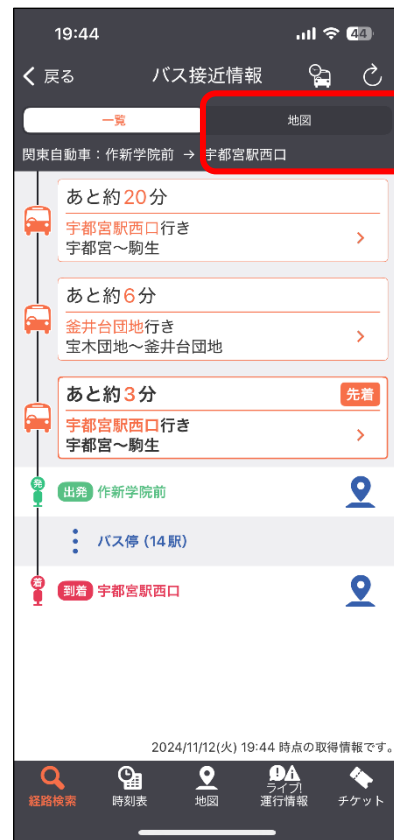 19:44 44
戻る バス接近情報
一覧 地図
関東自動車：作新学院前 → 宇都宮駅西口
あと約20分
宇都宮駅西口行き
宇都宮～駒生
あと約6分
釜井台団地行き
宝木団地～釜井台団地
あと約3分 先着
宇都宮駅西口行き
宇都宮～駒生
発 出発 作新学院前
バス停（14駅）
着 到着 宇都宮駅西口
2024/11/12(火) 19:44 時点の取得情報です。
経路検索 時刻表 地図 ライブ!運行情報 チケット